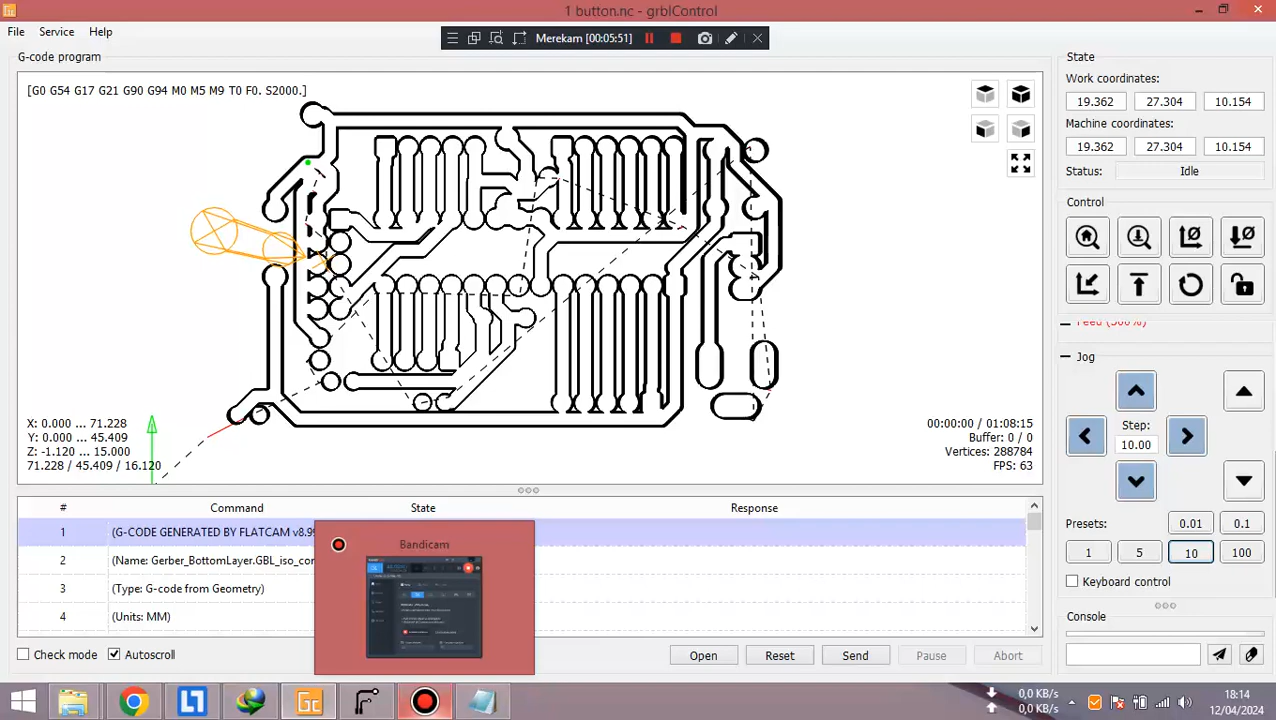 1 button.nc - grblControl
File Service Help
Merekam [00:05:51]
G-code program
[G0 G54 G17 G21 G90 G94 M0 M5 M9 T0 F0. S2000.]
X: 0.000 ... 71.228
Y: 0.000 ... 45.409
Z: -1.120 ... 15.000
71.228 / 45.409 / 16.120
00:00:00 / 01:08:15
Buffer: 0 / 0
Vertices: 288784
FPS: 63
# Command State Response
1 (G-CODE GENERATED BY FLATCAM v8.99
2 (Name: Gerber_BottomLayer.GBL_iso_com
3 (Type: G-code from Geometry)
Bandicam
heck mode Autoscroll Open Reset Send Pause Abort
State
Work coordinates:
19.362 27.304 10.154
Machine coordinates:
19.362 27.304 10.154
Status: Idle
Control
Feed (300%)
Jog
Step:
10.00
Presets: 0.01 0.1
1 5 10 100
Keyboard control
Console
Gc
0,0 KB/s
0,0 KB/s
18:14
12/04/2024